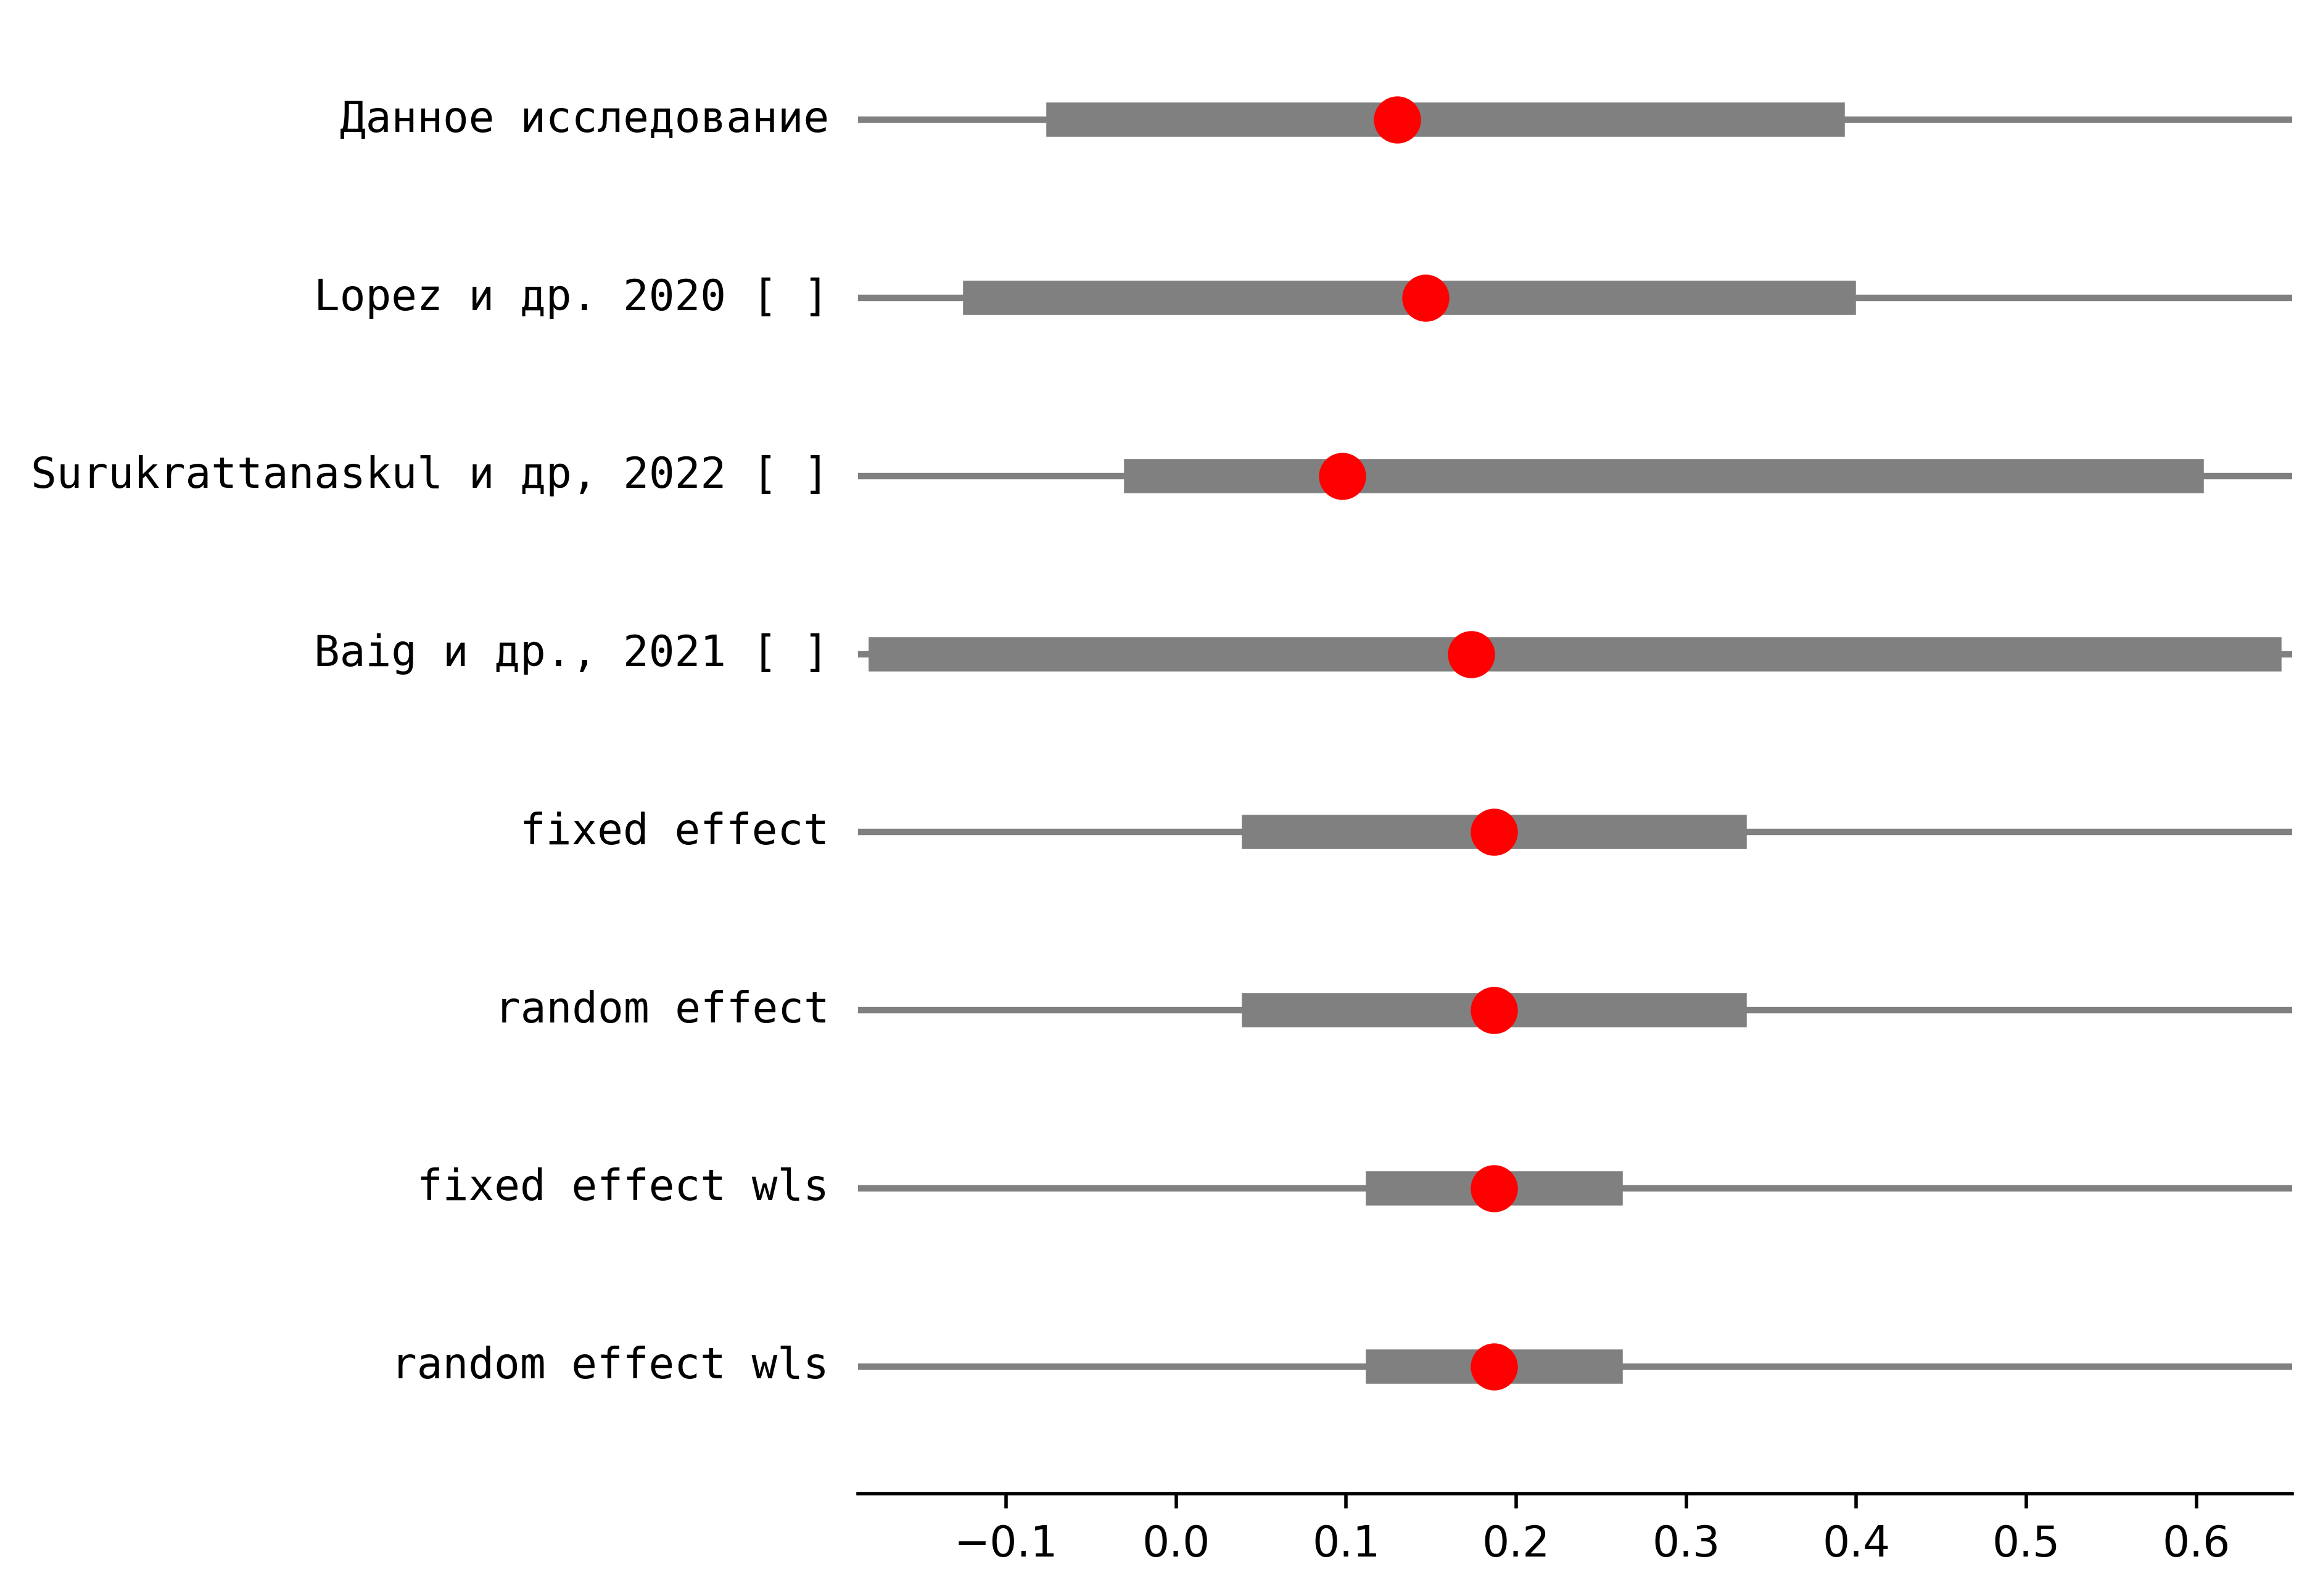 Данное исследование
Lopez и др. 2020 [ ]
Surukrattanaskul и др, 2022 [ ]
Baig и др., 2021 [ ]
fixed effect
random effect
fixed effect wls
random effect wls
−0.1 0.0 0.1 0.2 0.3 0.4 0.5 0.6